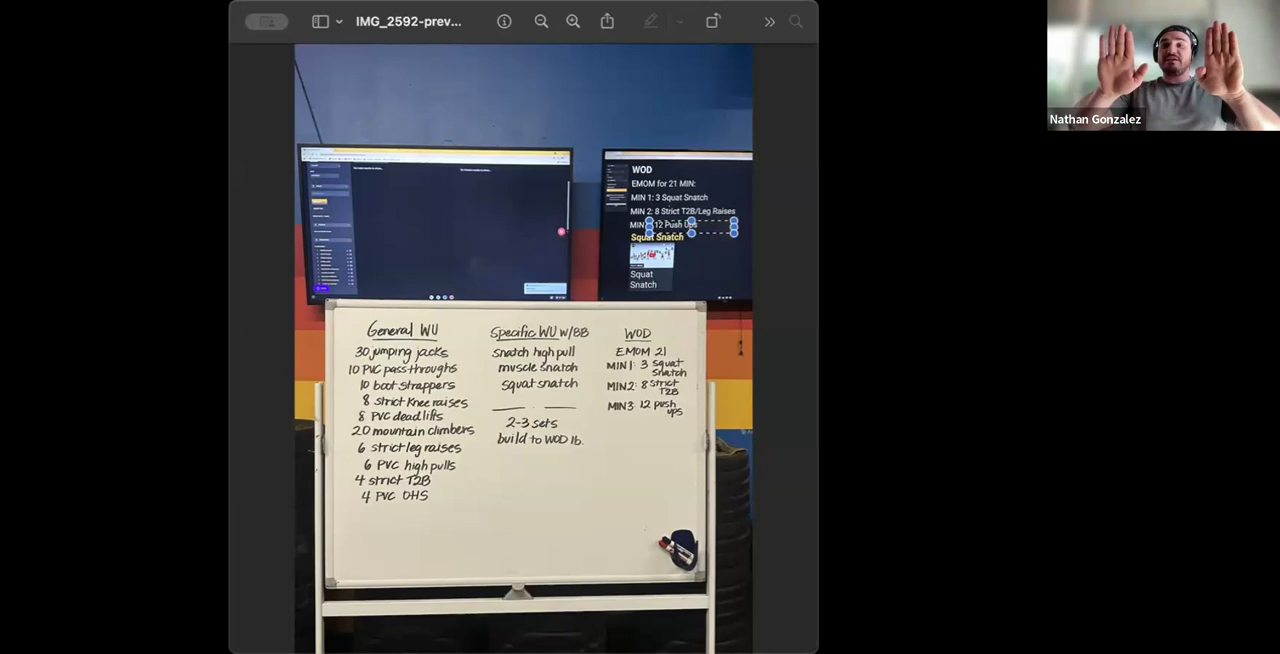 IMG_2592-prev...
Nathan Gonzalez
WOD
EMOM for 21 MIN:
MIN 1: 3 Squat Snatch
MIN 2: 8 Strict T2B/Leg Raises
MIN 12 Push Ups
Squat Snatch
Squat
Snatch
General WU
30 jumping jacks
10 PVC passthroughs
10 boot strappers
8 strict knee raises
8 PVC deadlifts
20 mountain climbers
6 strict leg raises
6 PVC high pulls
4 strict T2B
4 PVC OHS
Specific WU w/BB
snatch high pull
muscle snatch
squat snatch
2-3 sets
build to WOD lb.
WOD
EMOM 21
MIN 1: 3 squat
snatch
MIN 2: 8 strict
T2B
MIN 3: 12 push
ups